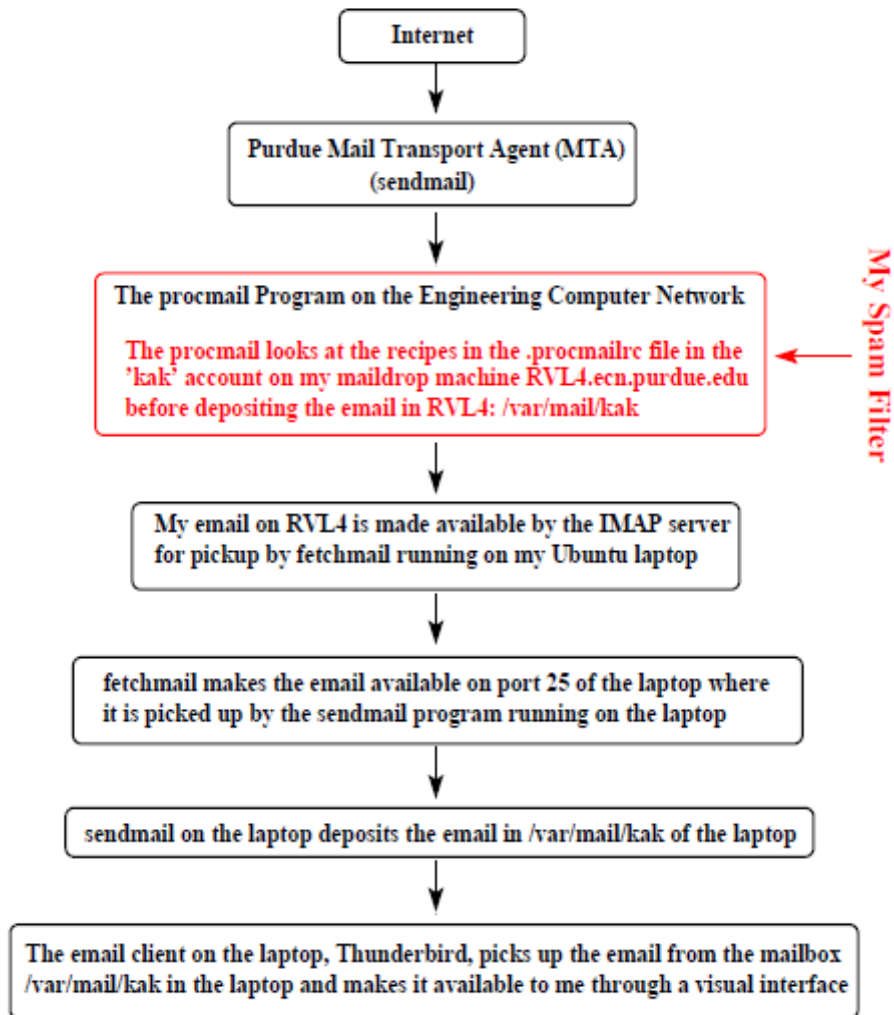 Internet
Purdue Mail Transport Agent (MTA)
(sendmail)
The procmail Program on the Engineering Computer Network
The procmail looks at the recipes in the .procmailrc file in the
’kak’ account on my maildrop machine RVL4.ecn.purdue.edu
before depositing the email in RVL4: /var/mail/kak
My Spam Filter
My email on RVL4 is made available by the IMAP server
for pickup by fetchmail running on my Ubuntu laptop
fetchmail makes the email available on port 25 of the laptop where
it is picked up by the sendmail program running on the laptop
sendmail on the laptop deposits the email in /var/mail/kak of the laptop
The email client on the laptop, Thunderbird, picks up the email from the mailbox
/var/mail/kak in the laptop and makes it available to me through a visual interface